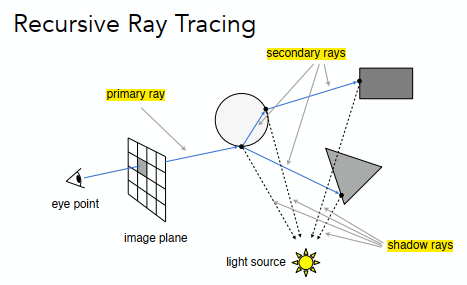 Recursive Ray Tracing
secondary rays
primary ray
eye point
image plane
shadow rays
light source